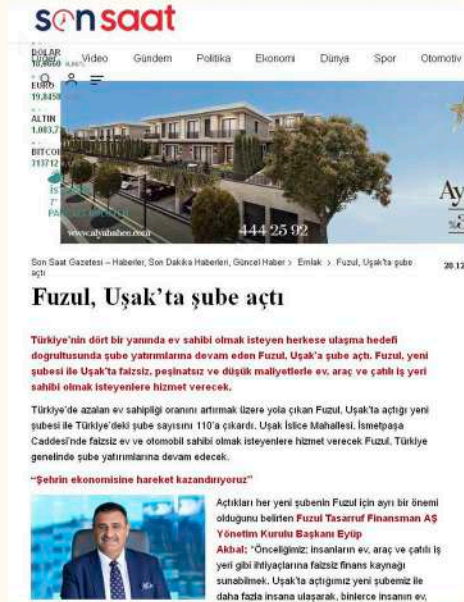 sonsaat
DOLAR
Diğer Video Gündem Politika Ekonomi Dünya Spor Otomotiv
EURO
19,8458
ALTIN
BITCOI
313712
www.alyabahce.com
444 25 92
Ay
Son Saat Gazetesi – Haberler, Son Dakika Haberleri, Güncel Haber > Emlak > Fuzul, Uşak'ta şube
açtı
20.12
Fuzul, Uşak'ta şube açtı
Türkiye'nin dört bir yanında ev sahibi olmak isteyen herkese ulaşma hedefi
doğrultusunda şube yatırımlarına devam eden Fuzul, Uşak'a şube açtı. Fuzul, yeni
şubesi ile Uşak'ta faizsiz, peşinatsız ve düşük maliyetlerle ev, araç ve çatılı iş yeri
sahibi olmak isteyenlere hizmet verecek.
Türkiye'de azalan ev sahipliği oranını artırmak üzere yola çıkan Fuzul, Uşak'ta açtığı yeni
şubesi ile Türkiye'deki şube sayısını 110'a çıkardı. Uşak İslice Mahallesi, İsmetpaşa
Caddesi'nde faizsiz ev ve otomobil sahibi olmak isteyenlere hizmet verecek Fuzul, Türkiye
genelinde şube yatırımlarına devam edecek.
"Şehrin ekonomisine hareket kazandırıyoruz"
Açtıkları her yeni şubenin Fuzul için ayrı bir önemi
olduğunu belirten Fuzul Tasarruf Finansman AŞ
Yönetim Kurulu Başkanı Eyüp
Akbal; "Önceliğimiz; insanların ev, araç ve çatılı iş
yeri gibi ihtiyaçlarına faizsiz finans kaynağı
sunabilmek. Uşak'ta açtığımız yeni şubemiz ile
daha fazla insana ulaşarak, binlerce insanın ev,